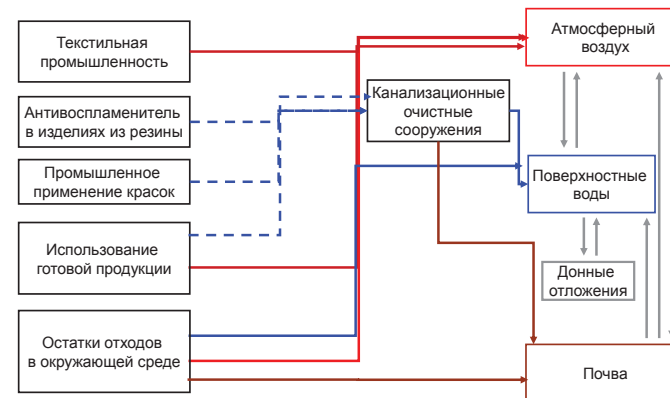 Текстильная
промышленность
Антивоспламенитель
в изделиях из резины
Промышленное
применение красок
Использование
готовой продукции
Остатки отходов
в окружающей среде
Канализационные
очистные
сооружения
Атмосферный
воздух
Поверхностные
воды
Донные
отложения
Почва